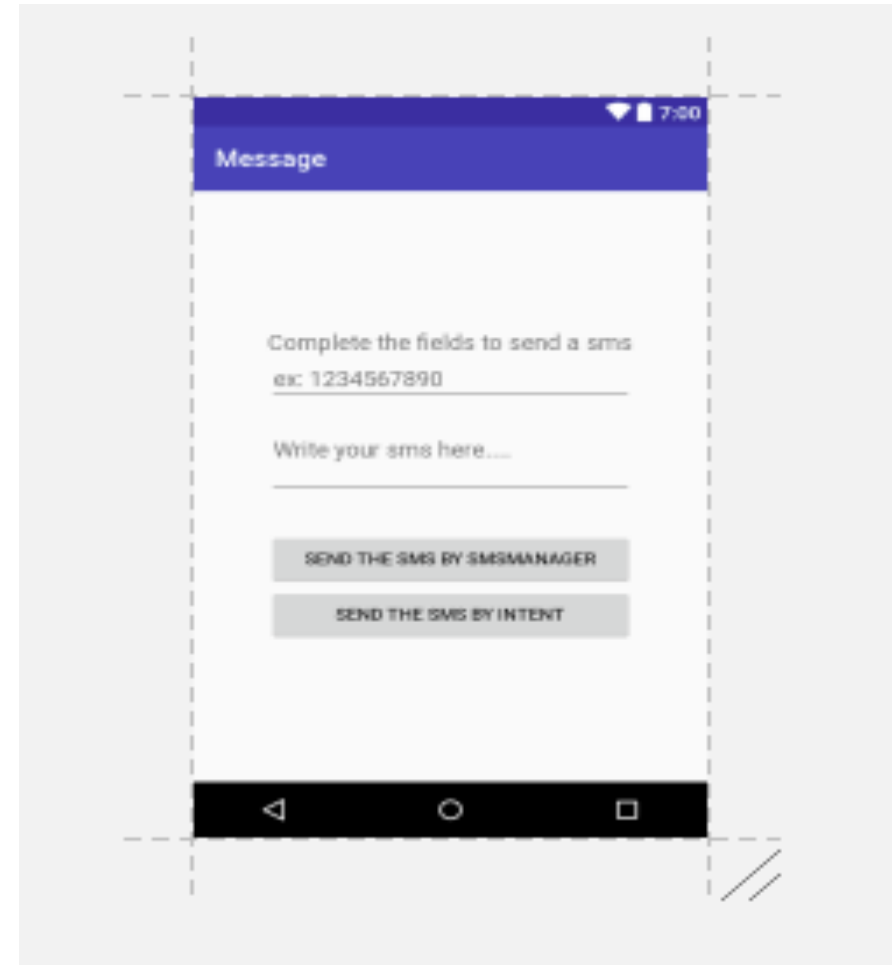 7:00
Message
Complete the fields to send a sms
ex: 1234567890
Write your sms here....
SEND THE SMS BY SMSMANAGER
SEND THE SMS BY INTENT